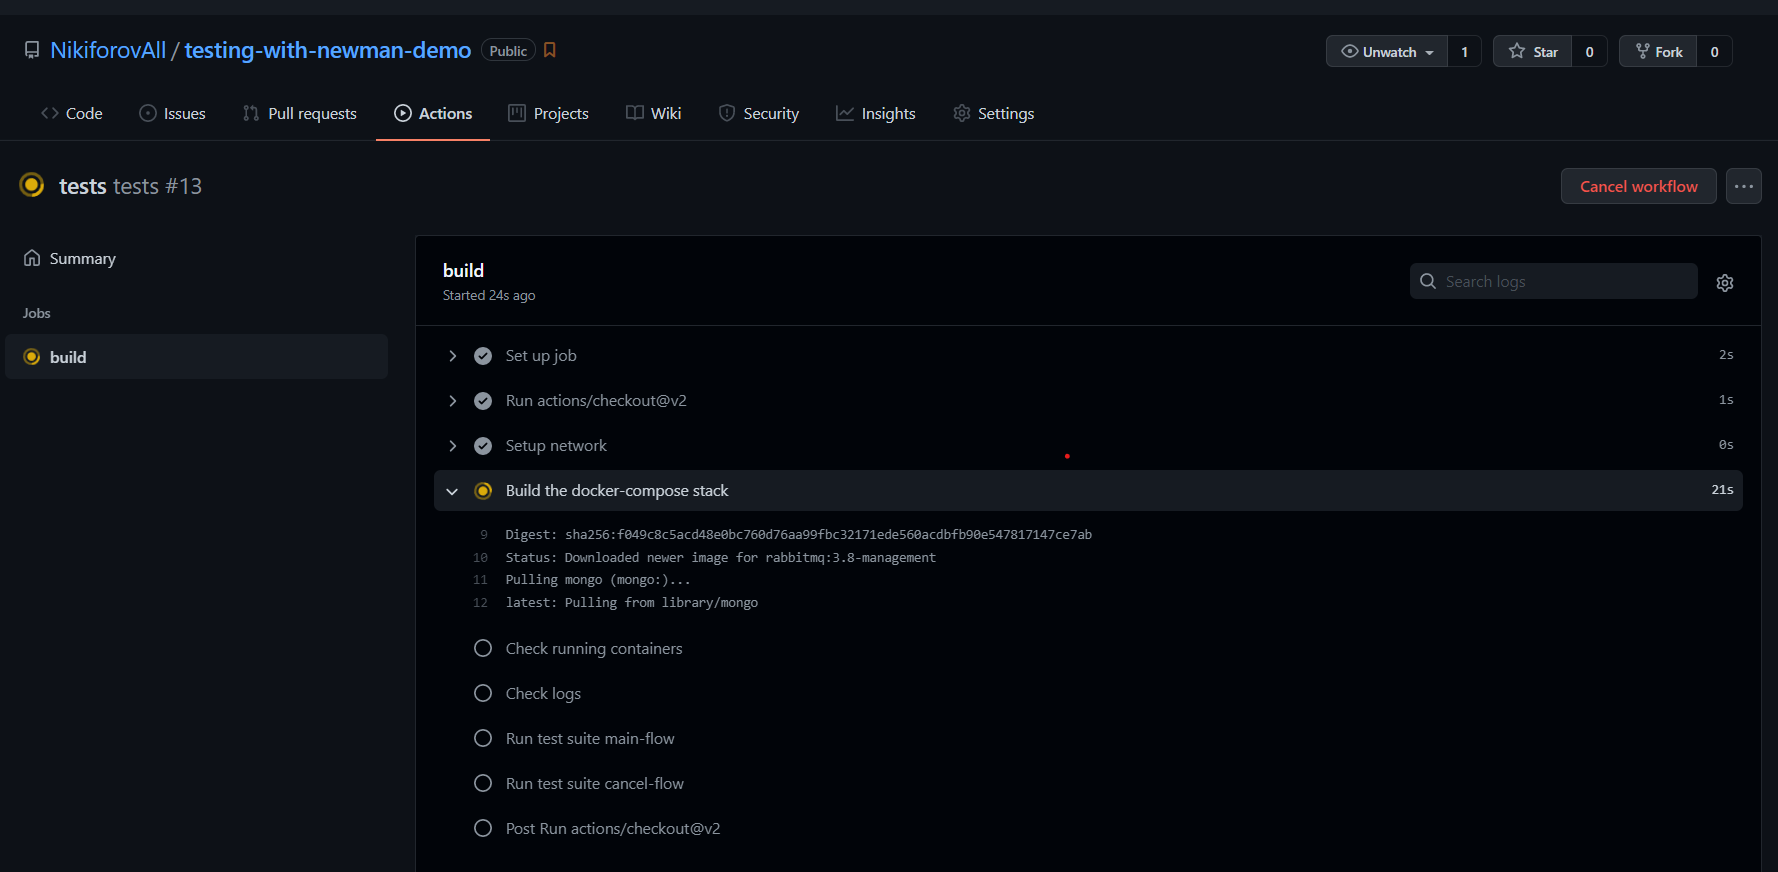 NikiforovAll / testing-with-newman-demo Public Unwatch 1 Star 0 Fork 0
Code Issues Pull requests Actions Projects Wiki Security Insights Settings
tests tests #13 Cancel workflow ...
Summary
Jobs
build
build
Started 24s ago
Search logs
Set up job 2s
Run actions/checkout@v2 1s
Setup network 0s
Build the docker-compose stack 21s
9 Digest: sha256:f049c8c5acd48e0bc760d76aa99fbc32171ede560acdbfb90e547817147ce7ab
10 Status: Downloaded newer image for rabbitmq:3.8-management
11 Pulling mongo (mongo:)...
12 latest: Pulling from library/mongo
Check running containers
Check logs
Run test suite main-flow
Run test suite cancel-flow
Post Run actions/checkout@v2